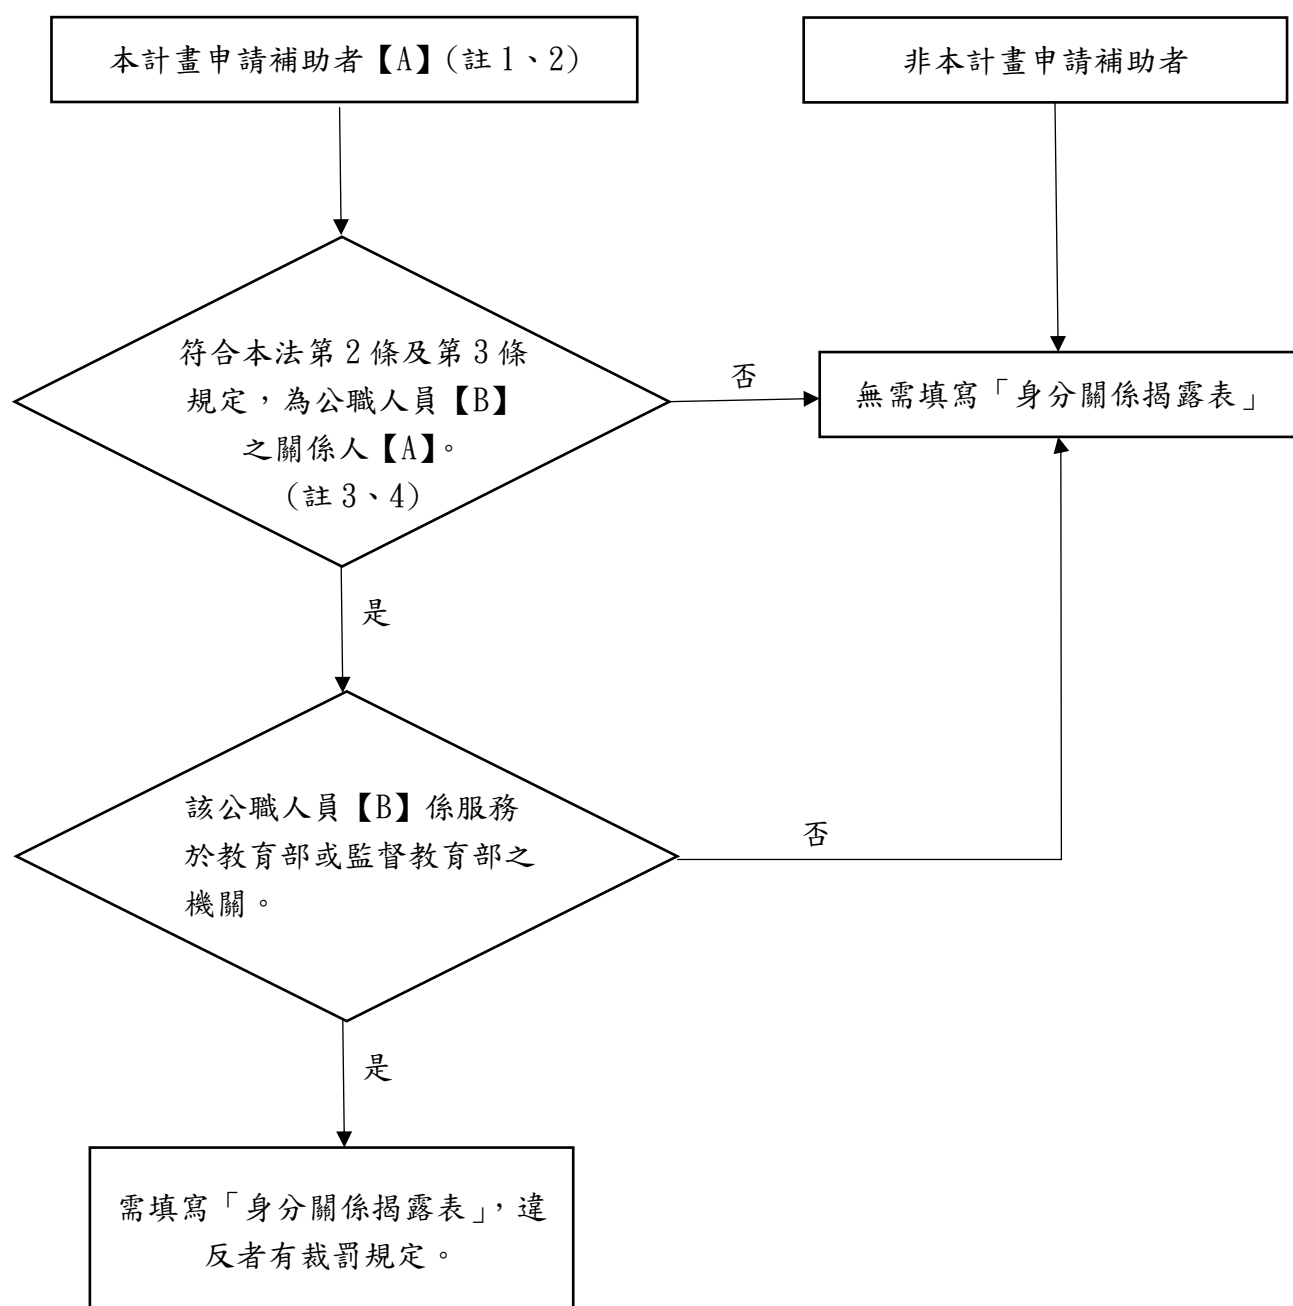 本計畫申請補助者【A】(註1、2)
非本計畫申請補助者
符合本法第2條及第3條
規定，為公職人員【B】
之關係人【A】。
(註3、4)
否
無需填寫「身分關係揭露表」
是
該公職人員【B】係服務
於教育部或監督教育部之
機關。
否
是
需填寫「身分關係揭露表」，違
反者有裁罰規定。